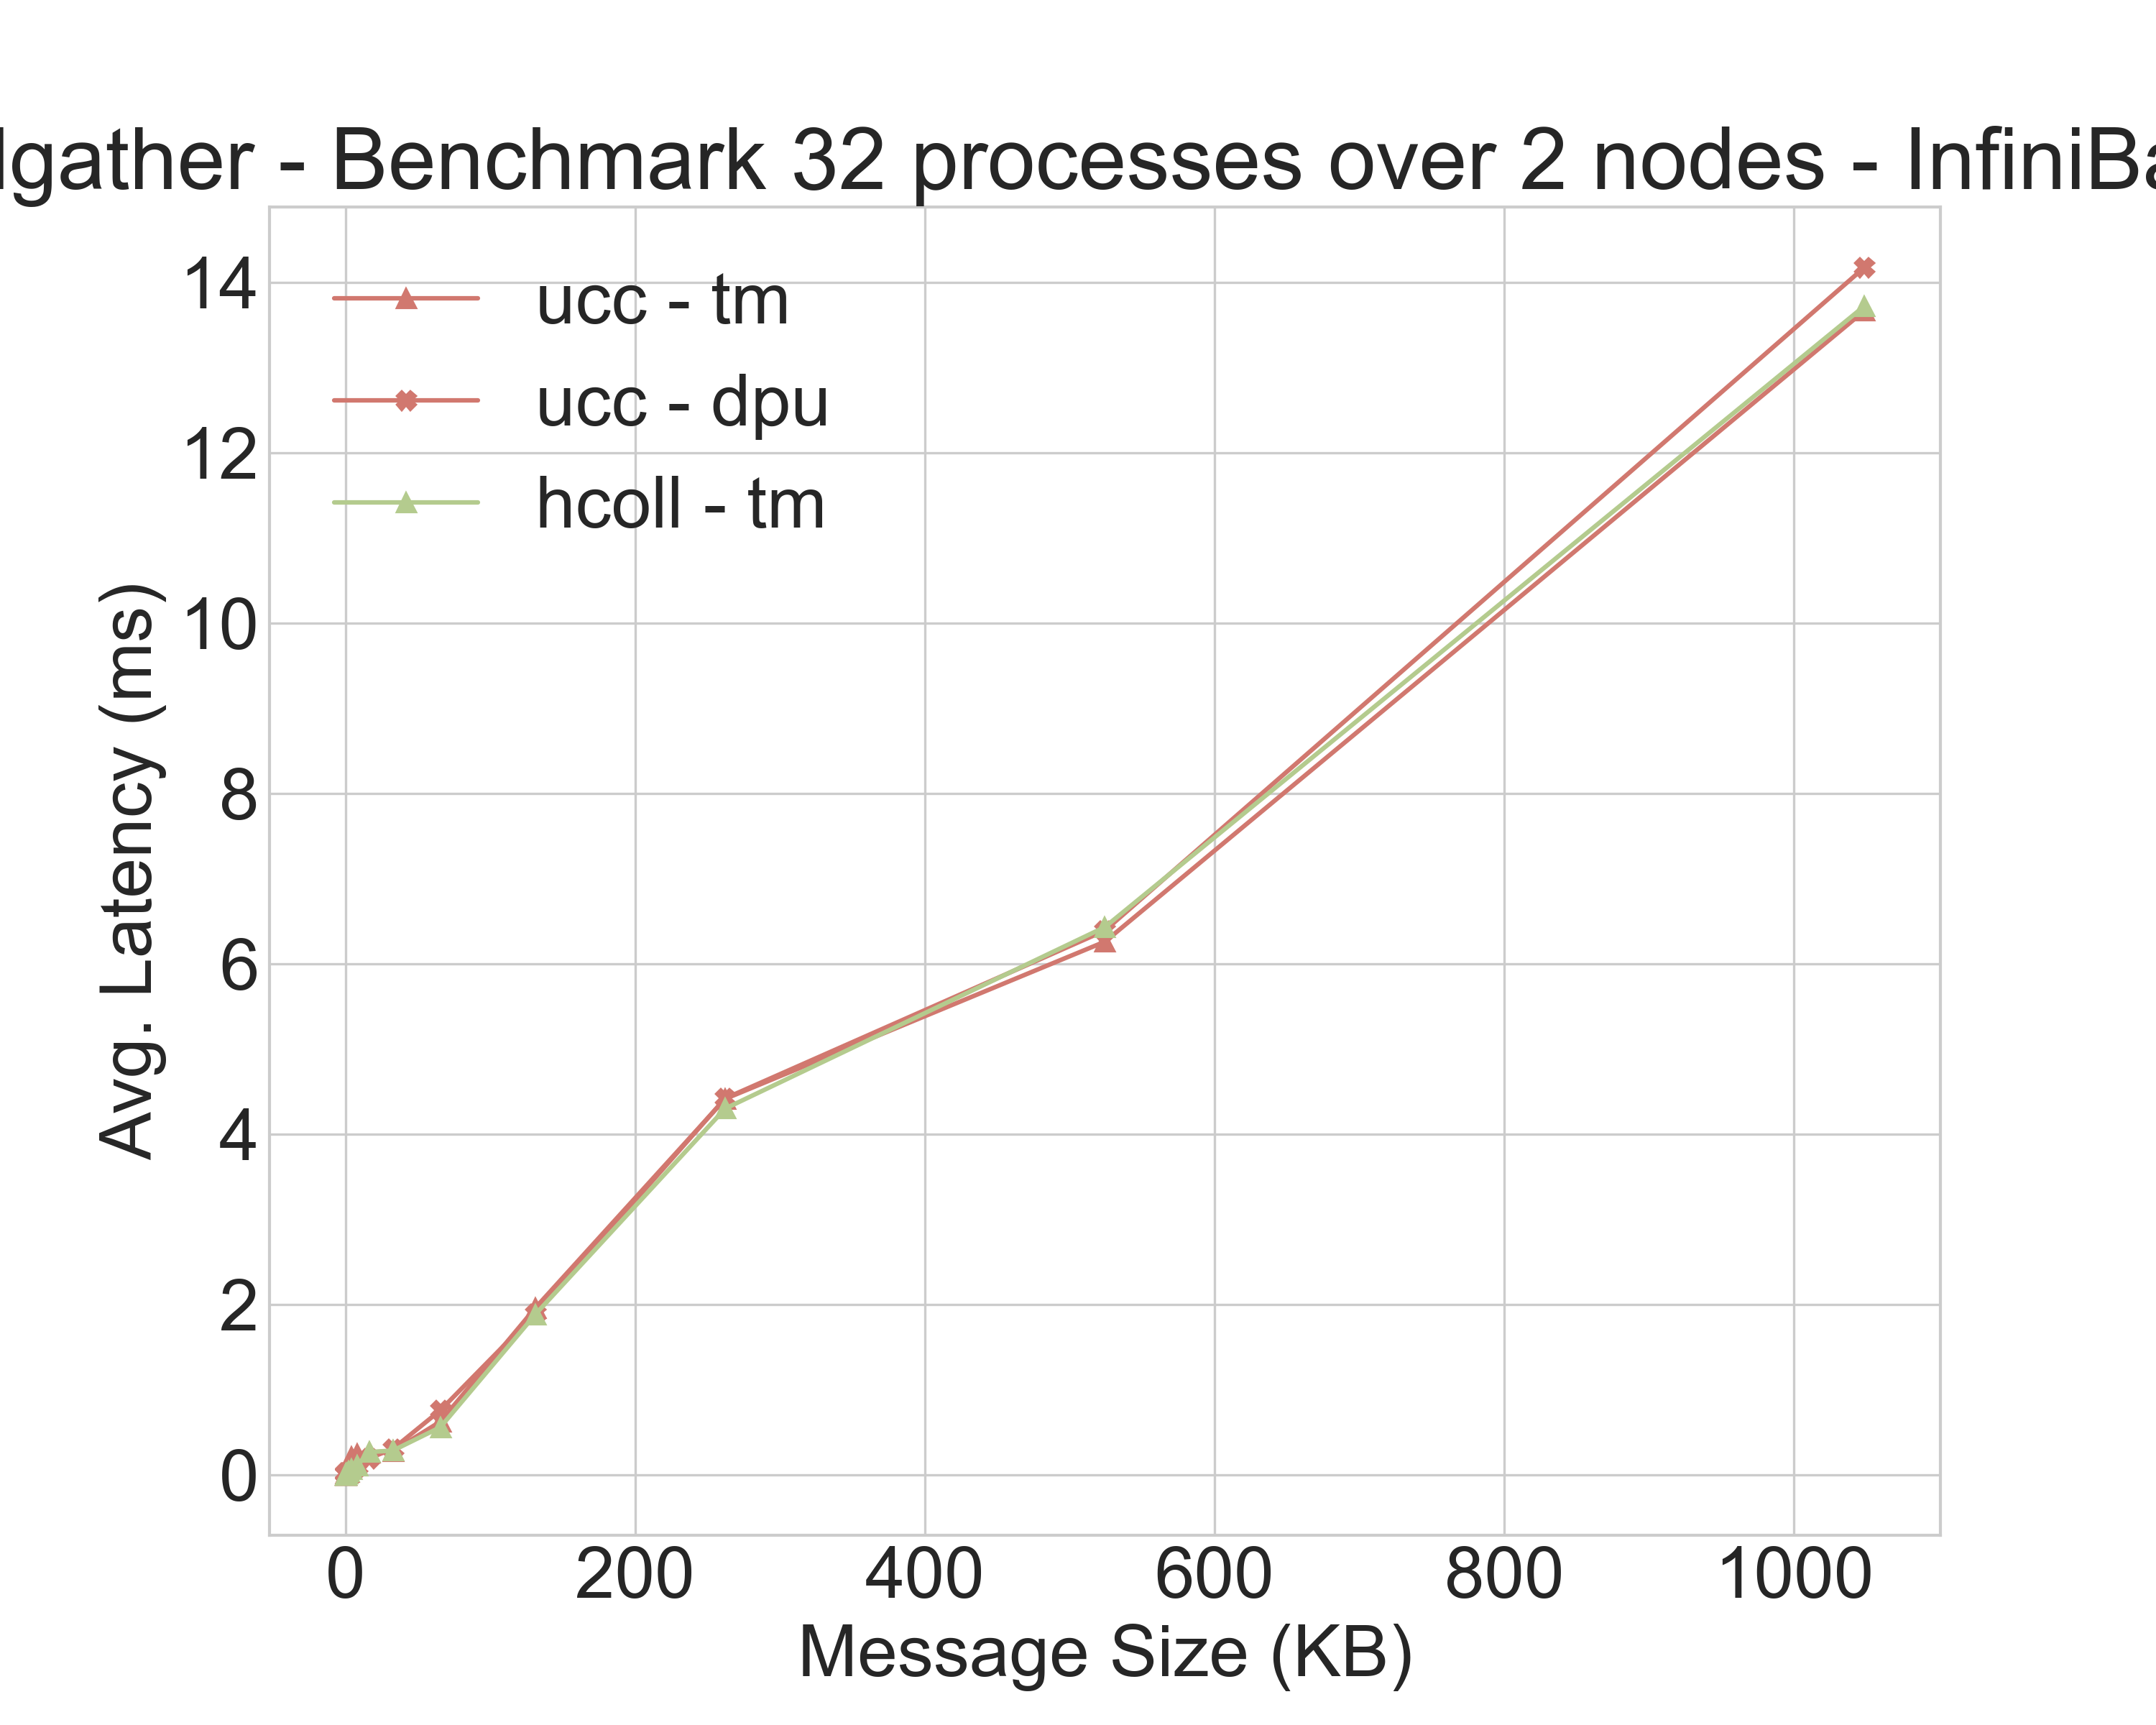 lgather - Benchmark 32 processes over 2 nodes - InfiniBa
ucc - tm
ucc - dpu
hcoll - tm
14
12
10
8
6
4
2
0
Avg. Latency (ms)
0 200 400 600 800 1000
Message Size (KB)